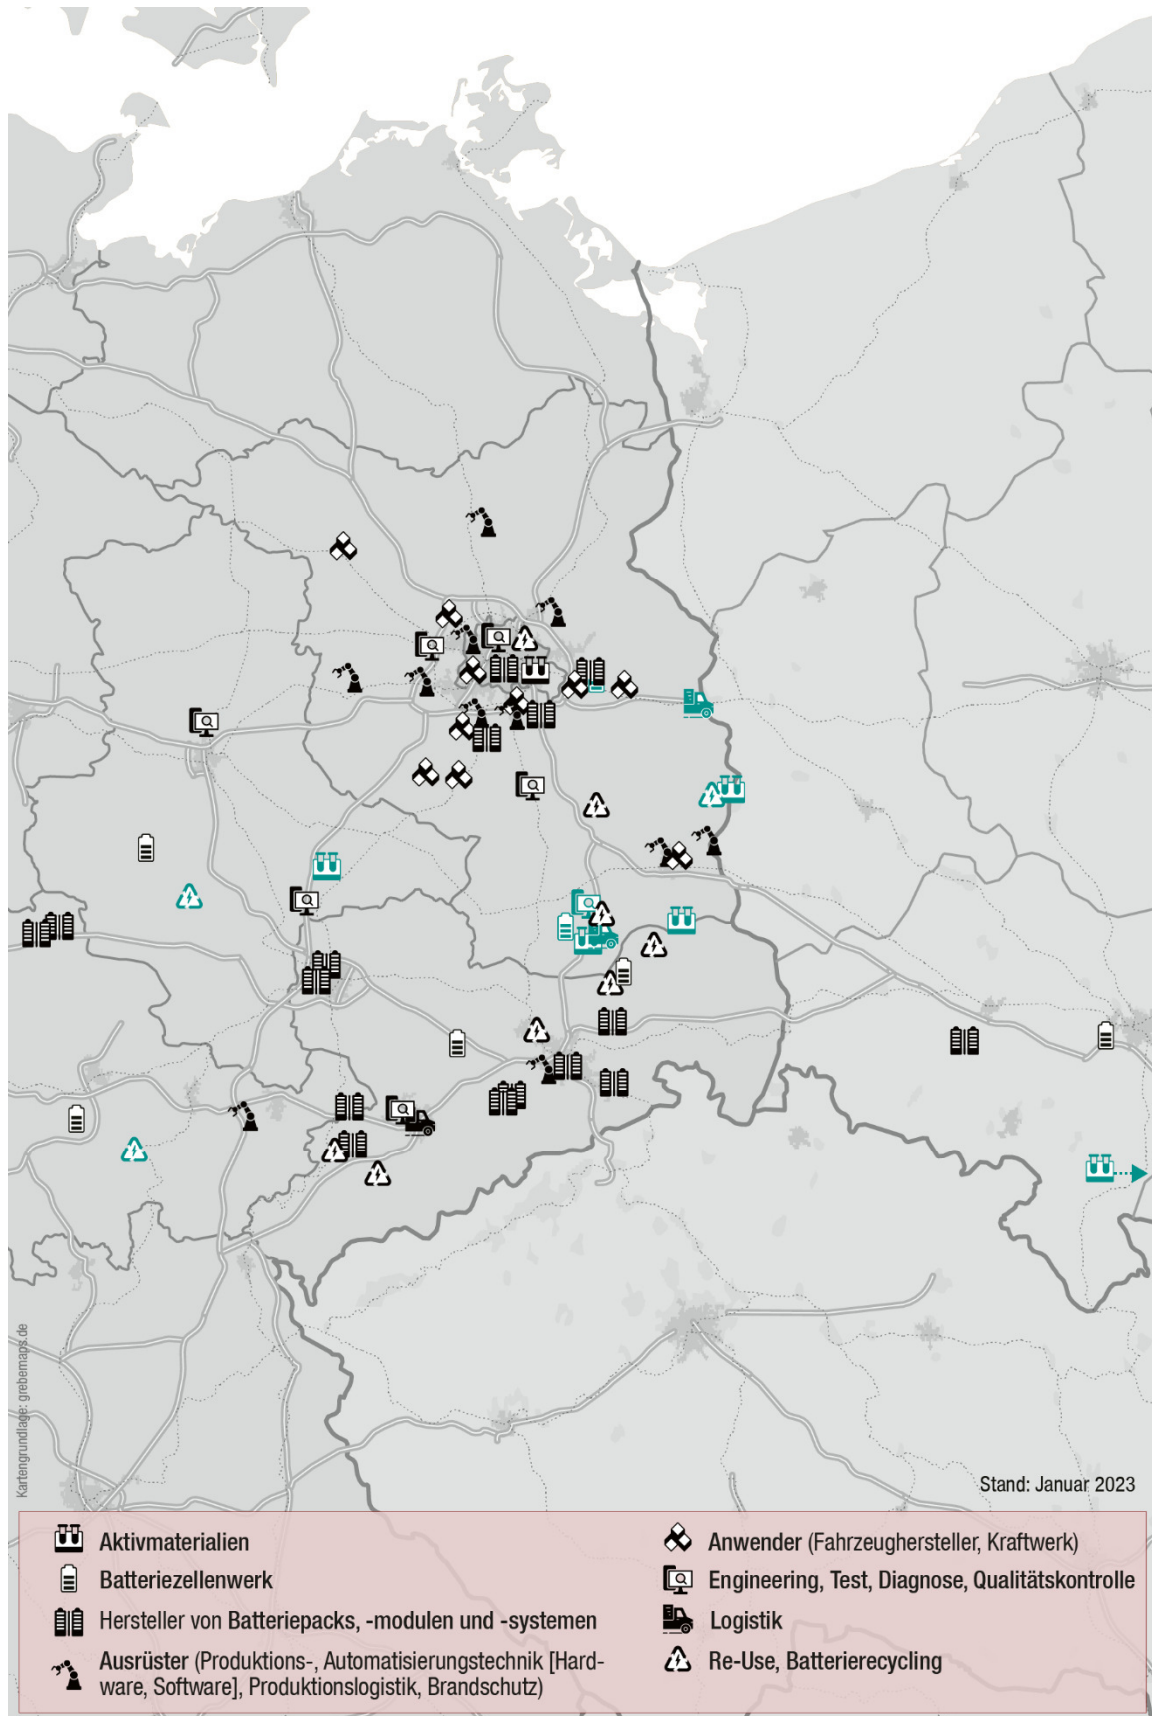 Kartengrundlage: grebemaps.de
Stand: Januar 2023
Aktivmaterialien
Batteriezellenwerk
Hersteller von Batteriepacks, -modulen und -systemen
Ausrüster (Produktions-, Automatisierungstechnik [Hard-
ware, Software], Produktionslogistik, Brandschutz)
Anwender (Fahrzeughersteller, Kraftwerk)
Engineering, Test, Diagnose, Qualitätskontrolle
Logistik
Re-Use, Batterierecycling